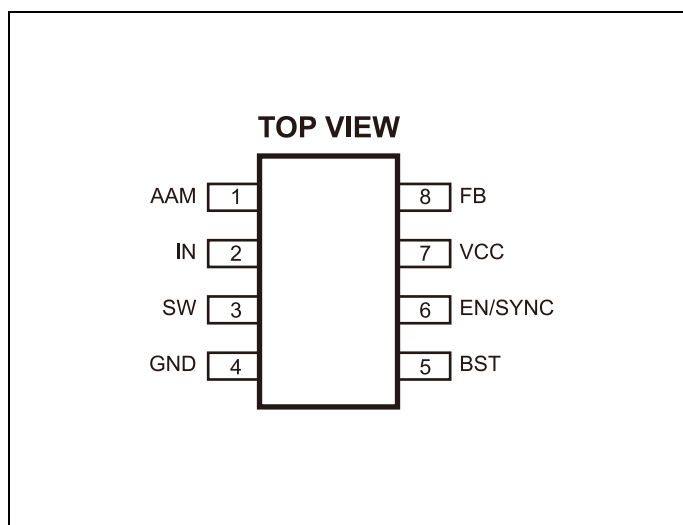 TOP VIEW
AAM 1 8 FB
IN 2 7 VCC
SW 3 6 EN/SYNC
GND 4 5 BST